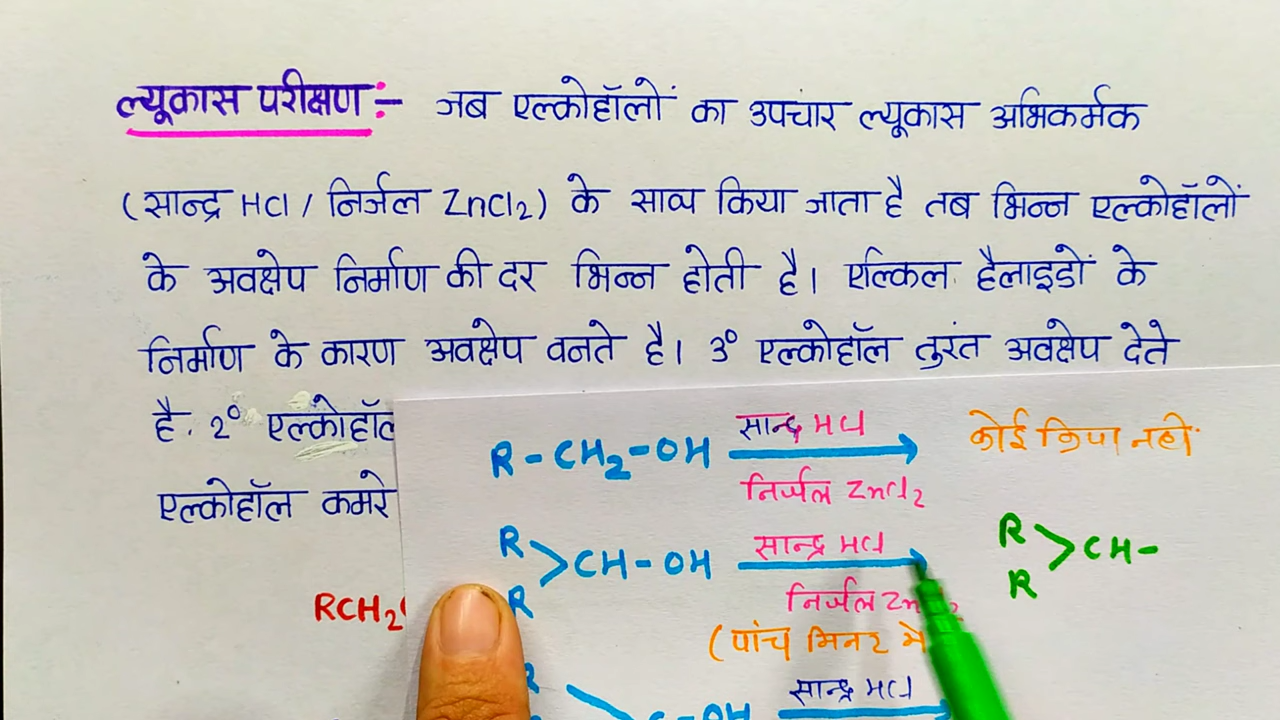 ल्यूकास परीक्षण :- जब एल्कोहॉलों का उपचार ल्यूकास अभिकर्मक
(सान्द्र HCl / निर्जल ZnCl₂) के साथ किया जाता है तब भिन्न एल्कोहॉलों
के अवक्षेप निर्माण की दर भिन्न होती है। एल्किल हैलाइडों के
निर्माण के कारण अवक्षेप बनते है। 3° एल्कोहॉल तुरंत अवक्षेप देते
है. 2° एल्कोहॉल
एल्कोहॉल कमरे
RCH₂
R-CH₂-OH सान्द्र HCl कोई क्रिया नहीं
निर्जल ZnCl₂
R सान्द्र HCl R
>CH-OH >CH-
R निर्जल R
(पांच मिनट मे
सान्द्र HCl
C-OH